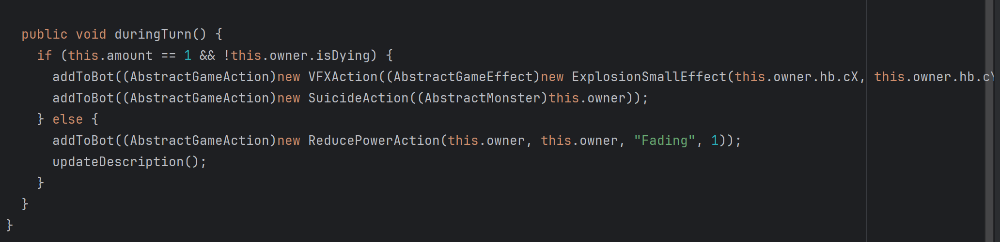 public void duringTurn() {
if (this.amount == 1 && !this.owner.isDying) {
addToBot((AbstractGameAction)new VFXAction((AbstractGameEffect)new ExplosionSmallEffect(this.owner.hb.cX, this.owner.hb.cY
addToBot((AbstractGameAction)new SuicideAction((AbstractMonster)this.owner));
} else {
addToBot((AbstractGameAction)new ReducePowerAction(this.owner, this.owner, "Fading", 1));
updateDescription();
}
}
}